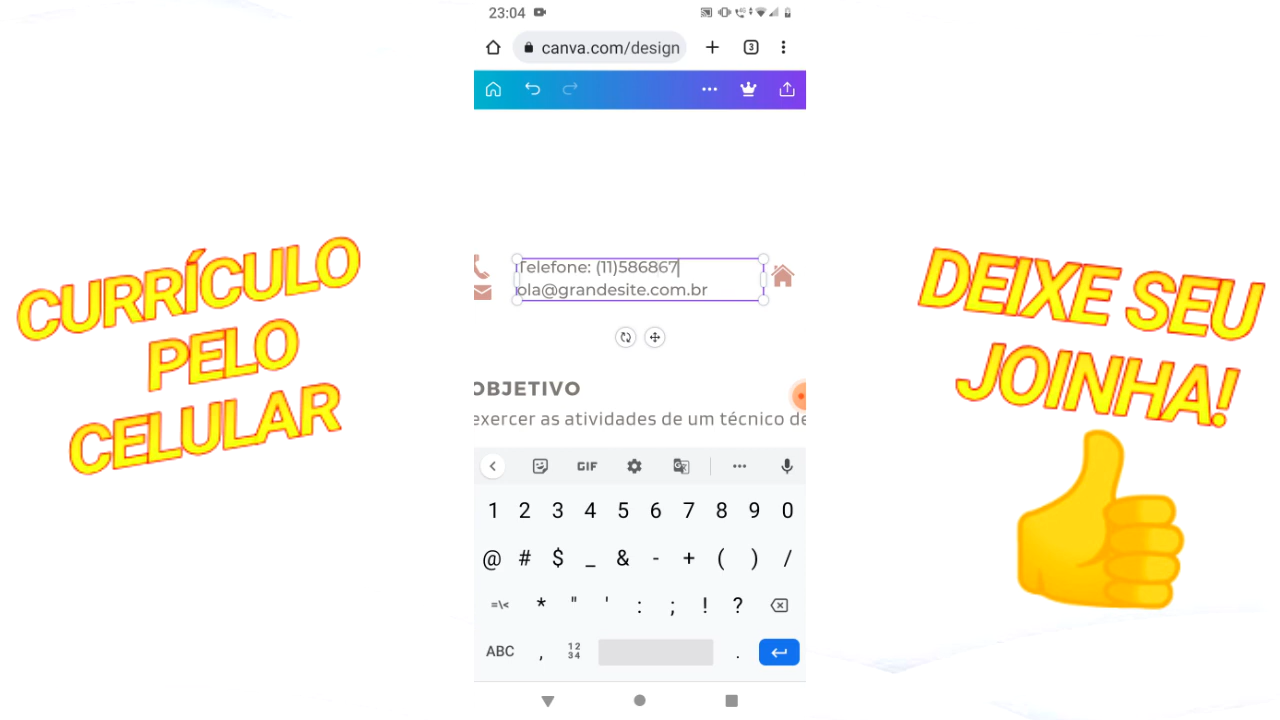 23:04
canva.com/design
3
CURRÍCULO
PELO
CELULAR
Telefone: (11)586867
ola@grandesite.com.br
DEIXE SEU
JOINHA!
OBJETIVO
exercer as atividades de um técnico de
GIF
1 2 3 4 5 6 7 8 9 0
@ # $ _ & - + ( ) /
=\< * " ' : ; ! ?
ABC , 12 34 .